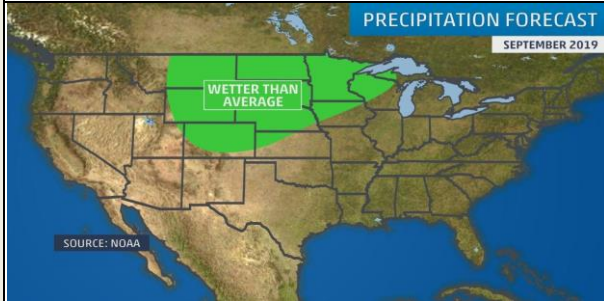 PRECIPITATION FORECAST
SEPTEMBER 2019
WETTER THAN
AVERAGE
SOURCE: NOAA